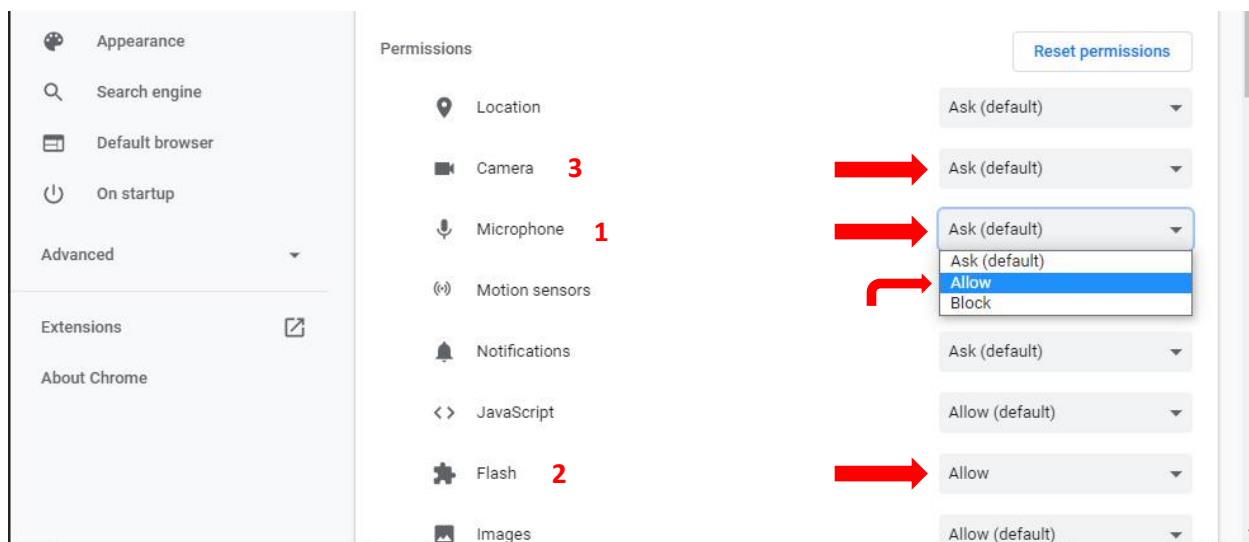 Appearance
Search engine
Default browser
On startup
Advanced
Extensions
About Chrome
Permissions
Reset permissions
Location
Ask (default)
Camera 3
Ask (default)
Microphone 1
Ask (default)
Ask (default)
Allow
Block
Motion sensors
Notifications
Ask (default)
JavaScript
Allow (default)
Flash 2
Allow
Images
Allow (default)